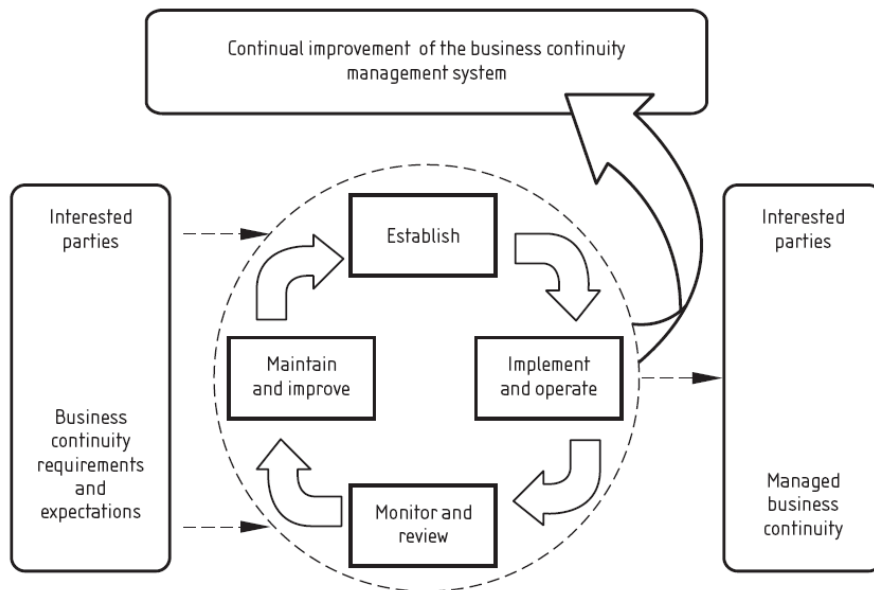 Continual improvement of the business continuity
management system
Interested
parties
Business
continuity
requirements
and
expectations
Establish
Maintain
and improve
Implement
and operate
Monitor and
review
Interested
parties
Managed
business
continuity